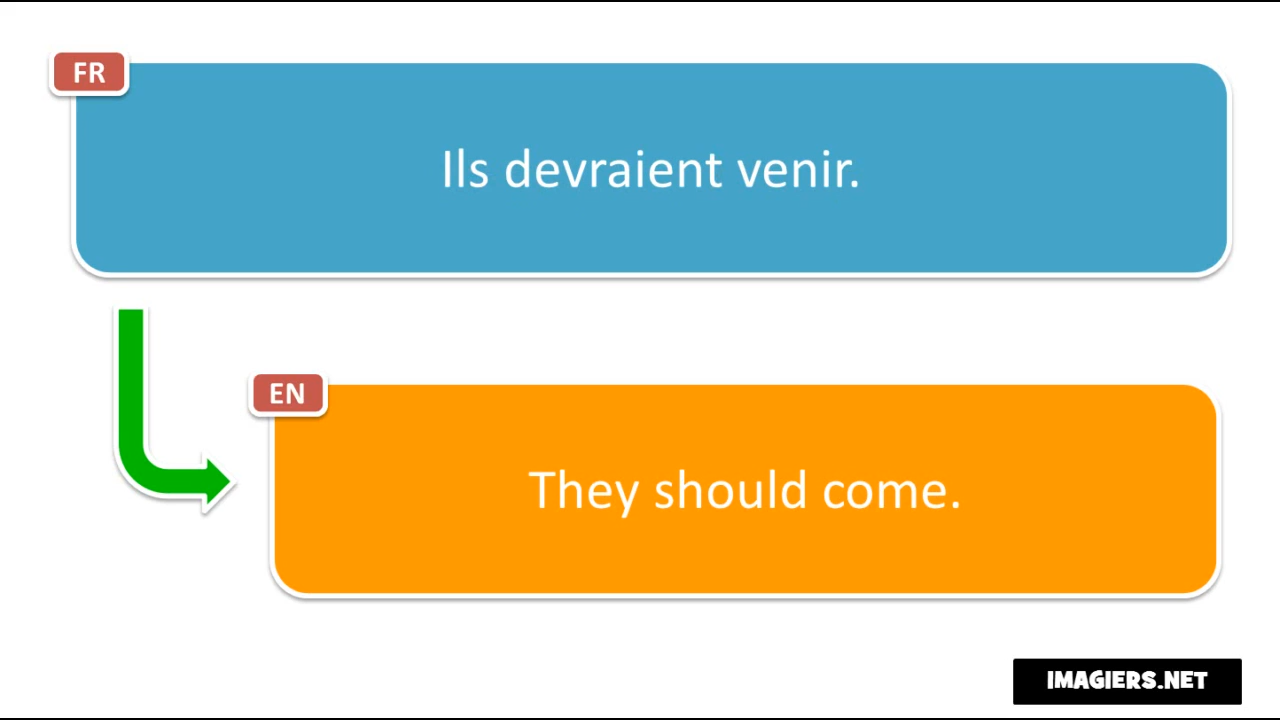 FR
Ils devraient venir.
EN
They should come.
IMAGIERS.NET